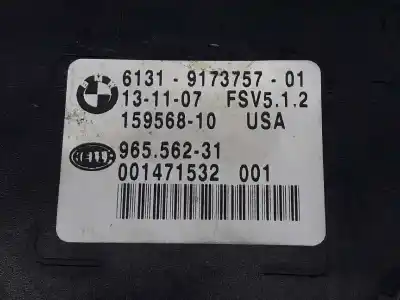 6131 - 9173757 - 01
13-11-07 FSV5.1.2
159568-10 USA
HELLA 965.562-31
001471532 001